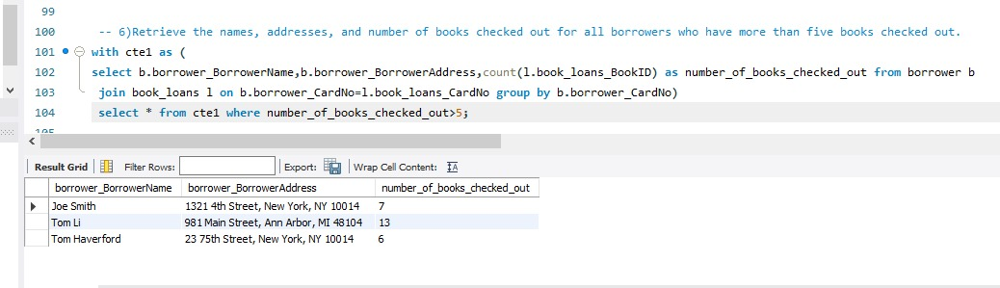 99
100 -- 6)Retrieve the names, addresses, and number of books checked out for all borrowers who have more than five books checked out.
101 with cte1 as (
102 select b.borrower_BorrowerName,b.borrower_BorrowerAddress,count(l.book_loans_BookID) as number_of_books_checked_out from borrower b
103 join book_loans l on b.borrower_CardNo=l.book_loans_CardNo group by b.borrower_CardNo)
104 select * from cte1 where number_of_books_checked_out>5;
105
Result Grid Filter Rows: Export: Wrap Cell Content: IA
borrower_BorrowerName borrower_BorrowerAddress number_of_books_checked_out
Joe Smith 1321 4th Street, New York, NY 10014 7
Tom Li 981 Main Street, Ann Arbor, MI 48104 13
Tom Haverford 23 75th Street, New York, NY 10014 6